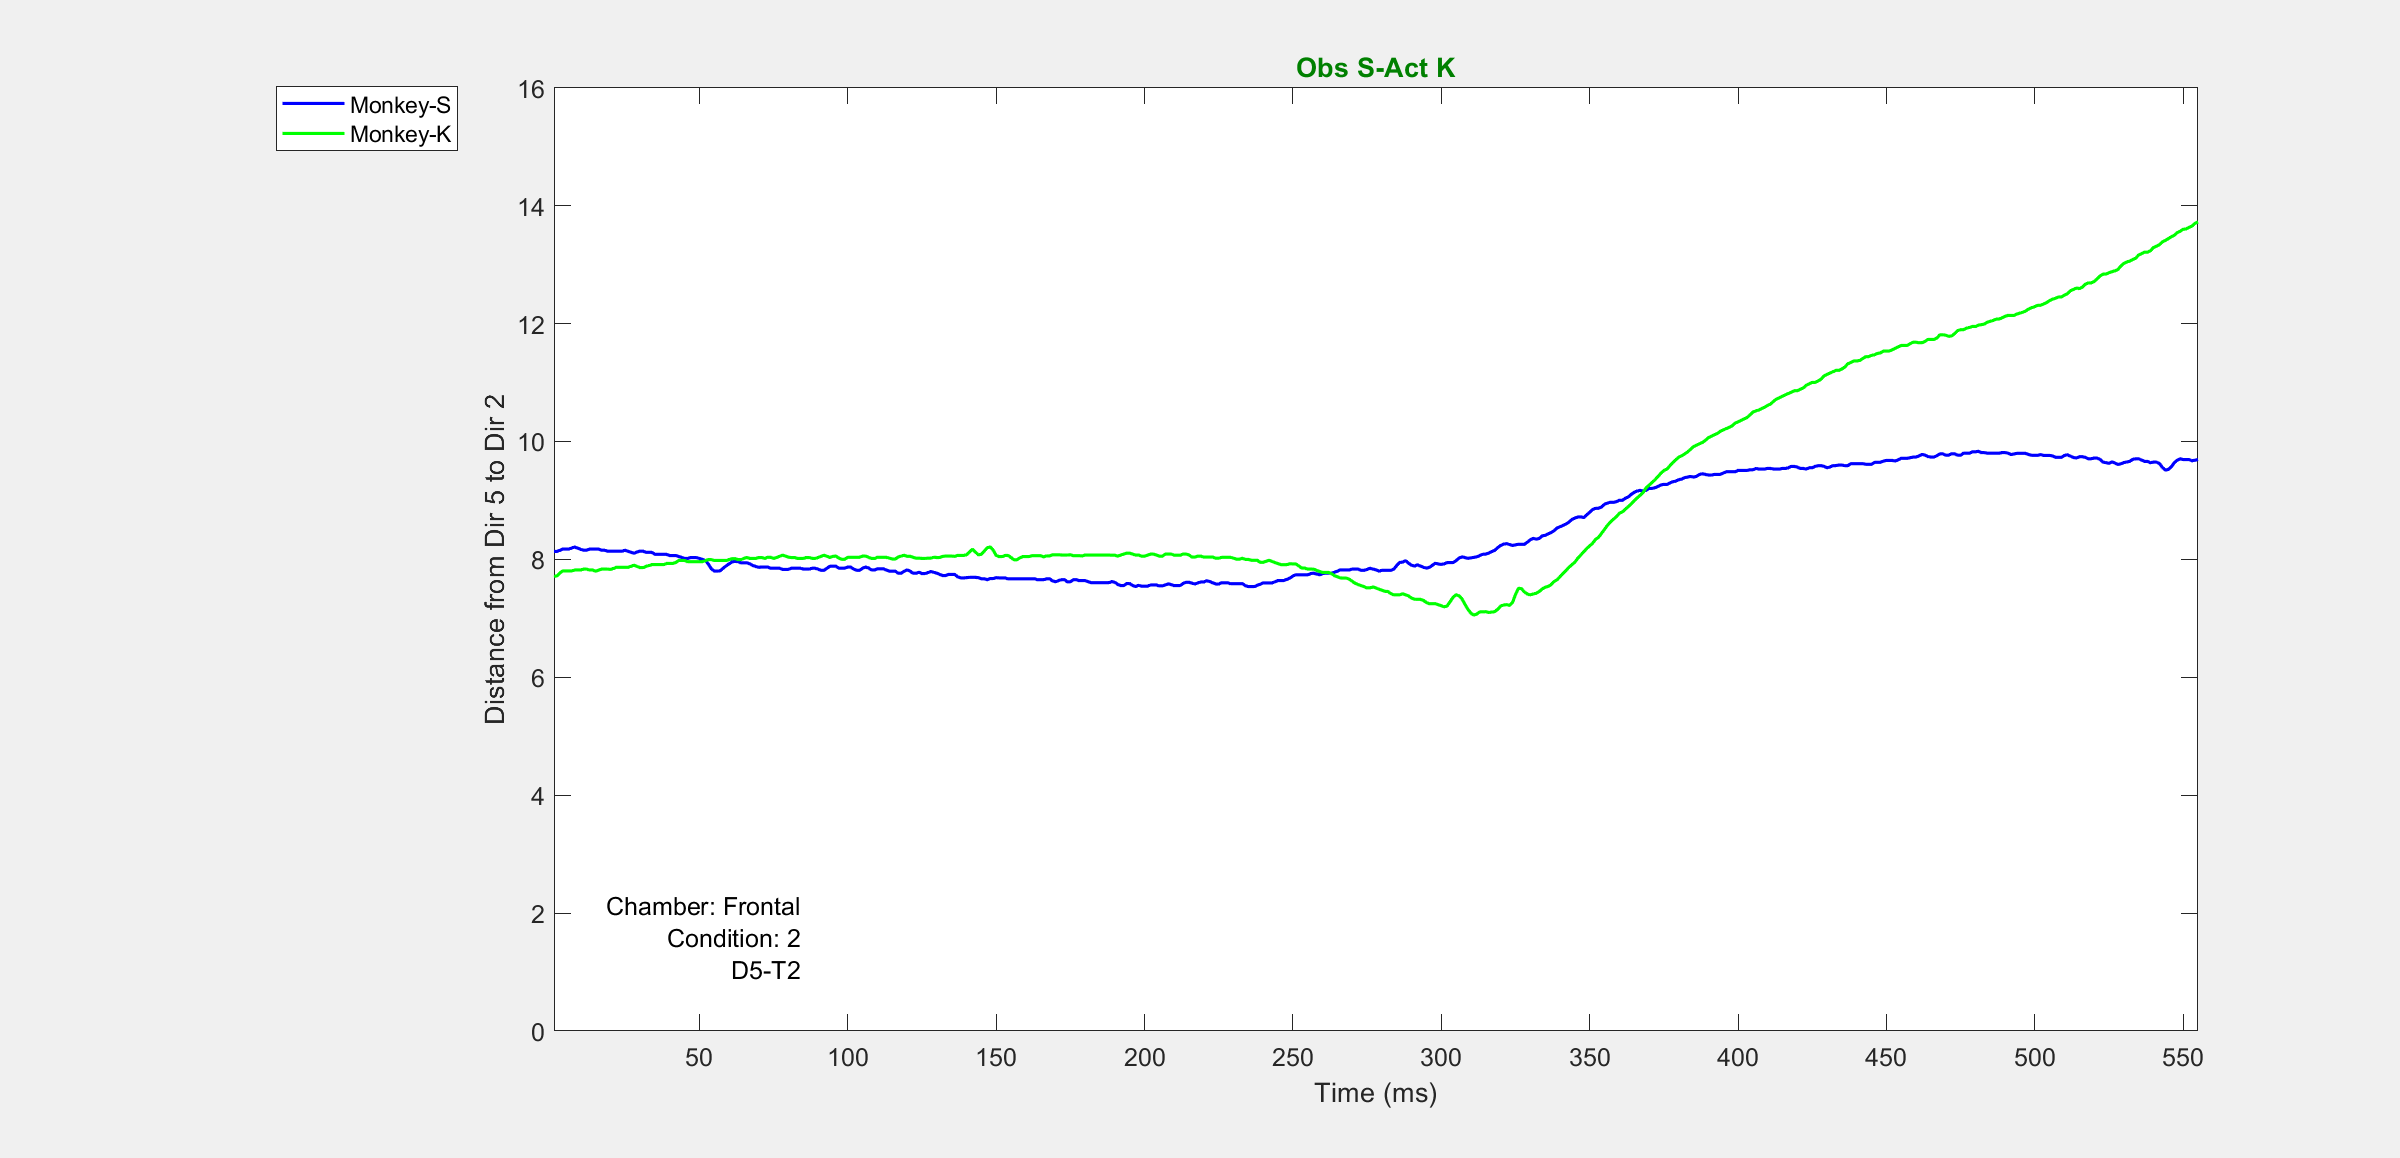 Obs S-Act K
Monkey-S
Monkey-K
16
14
12
10
8
6
4
2
0
Distance from Dir 5 to Dir 2
Chamber: Frontal
Condition: 2
D5-T2
50 100 150 200 250 300 350 400 450 500 550
Time (ms)